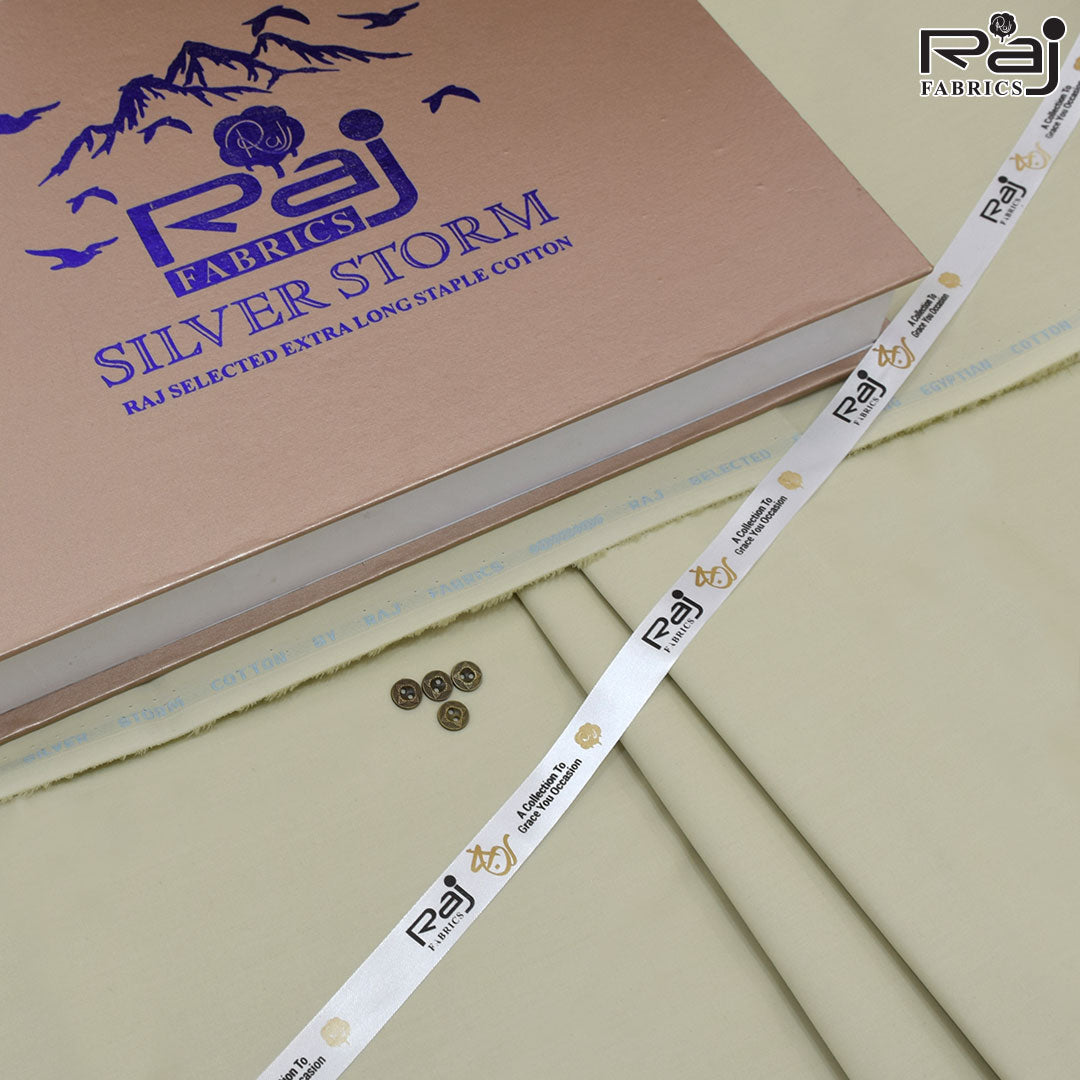 Raj
FABRICS
Raj
Raj
FABRICS
SILVER STORM
RAJ SELECTED EXTRA LONG STAPLE COTTON
SILVER STORM COTTON BY RAJ FABRICS RAJ SELECTED EGYPTIAN COTTON
A Collection To
Grace You Occasion
Raj
FABRICS
A Collection To
Grace You Occasion
Raj
FABRICS
A Collection To
Grace You Occasion
Raj
FABRICS
A Collection To
Grace You Occasion
Raj
FABRICS